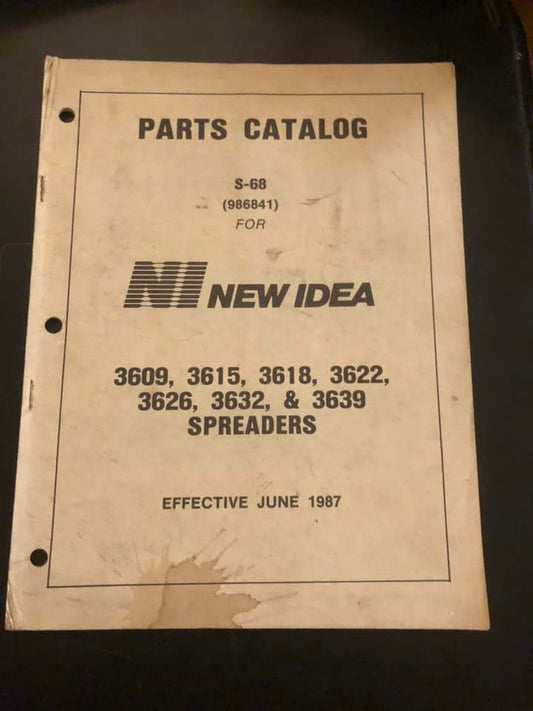 PARTS CATALOG
S-68
(986841)
FOR
NI NEW IDEA
3609, 3615, 3618, 3622,
3626, 3632, & 3639
SPREADERS
EFFECTIVE JUNE 1987